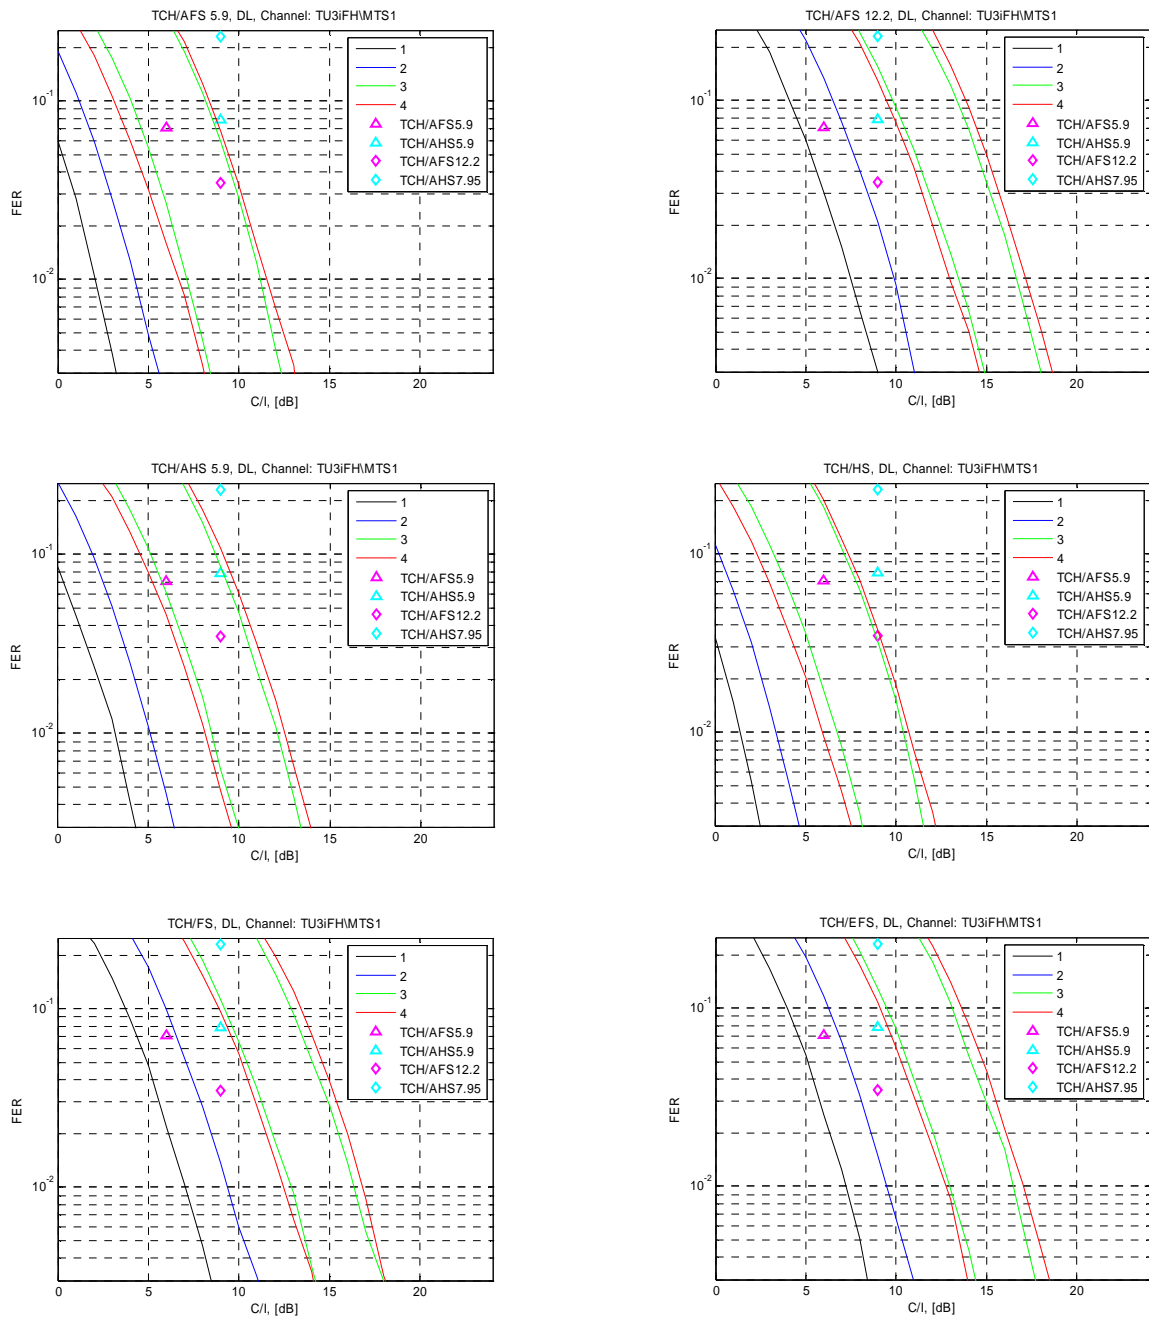 TCH/AFS 5.9, DL, Channel: TU3iFH\MTS1
1
2
3
4
TCH/AFS5.9
TCH/AHS5.9
TCH/AFS12.2
TCH/AHS7.95
10^-1
10^-2
FER
0 5 10 15 20
C/I, [dB]
TCH/AFS 12.2, DL, Channel: TU3iFH\MTS1
1
2
3
4
TCH/AFS5.9
TCH/AHS5.9
TCH/AFS12.2
TCH/AHS7.95
10^-1
10^-2
FER
0 5 10 15 20
C/I, [dB]
TCH/AHS 5.9, DL, Channel: TU3iFH\MTS1
1
2
3
4
TCH/AFS5.9
TCH/AHS5.9
TCH/AFS12.2
TCH/AHS7.95
10^-1
10^-2
FER
0 5 10 15 20
C/I, [dB]
TCH/HS, DL, Channel: TU3iFH\MTS1
1
2
3
4
TCH/AFS5.9
TCH/AHS5.9
TCH/AFS12.2
TCH/AHS7.95
10^-1
10^-2
FER
0 5 10 15 20
C/I, [dB]
TCH/FS, DL, Channel: TU3iFH\MTS1
1
2
3
4
TCH/AFS5.9
TCH/AHS5.9
TCH/AFS12.2
TCH/AHS7.95
10^-1
10^-2
FER
0 5 10 15 20
C/I, [dB]
TCH/EFS, DL, Channel: TU3iFH\MTS1
1
2
3
4
TCH/AFS5.9
TCH/AHS5.9
TCH/AFS12.2
TCH/AHS7.95
10^-1
10^-2
FER
0 5 10 15 20
C/I, [dB]